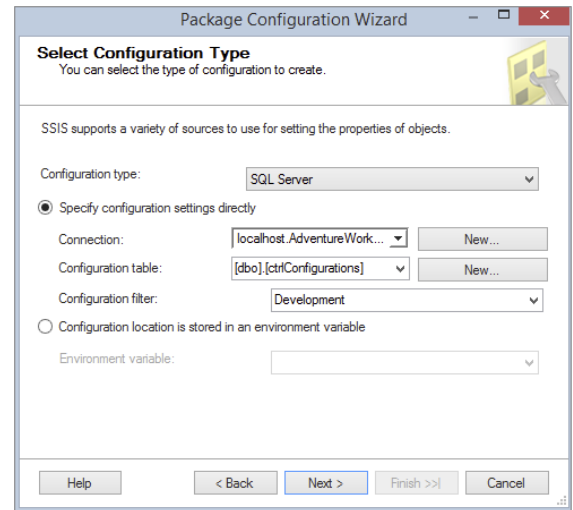 Package Configuration Wizard
Select Configuration Type
You can select the type of configuration to create.
SSIS supports a variety of sources to use for setting the properties of objects.
Configuration type: SQL Server
Specify configuration settings directly
Connection: localhost.AdventureWork... New...
Configuration table: [dbo].[ctrlConfigurations] New...
Configuration filter: Development
Configuration location is stored in an environment variable
Environment variable:
Help < Back Next > Finish >>| Cancel